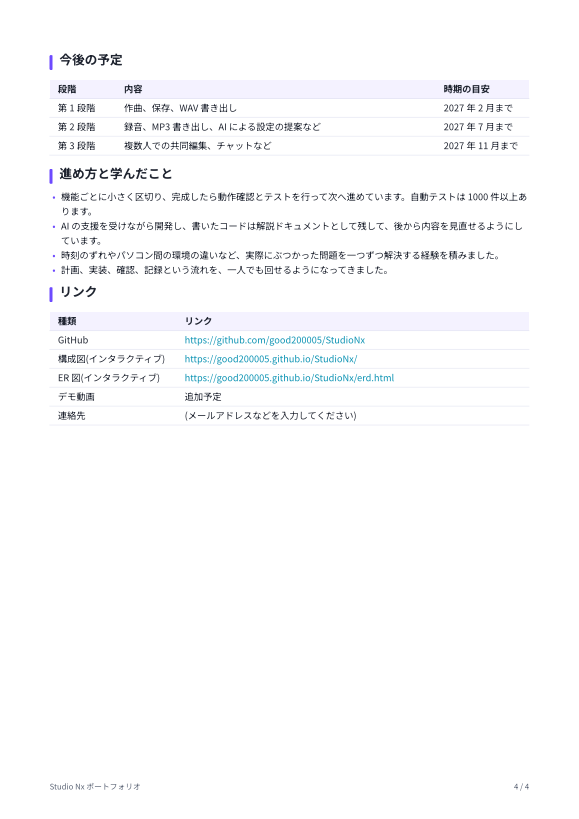 今後の予定
段階 内容 時期の目安
第 1 段階 作曲、保存、WAV 書き出し 2027 年 2 月まで
第 2 段階 録音、MP3 書き出し、AI による設定の提案など 2027 年 7 月まで
第 3 段階 複数人での共同編集、チャットなど 2027 年 11 月まで
進め方と学んだこと
• 機能ごとに小さく区切り、完成したら動作確認とテストを行って次へ進めています。自動テストは 1000 件以上あ
ります。
• AI の支援を受けながら開発し、書いたコードは解説ドキュメントとして残して、後から内容を見直せるようにし
ています。
• 時刻のずれやパソコン間の環境の違いなど、実際にぶつかった問題を一つずつ解決する経験を積みました。
• 計画、実装、確認、記録という流れを、一人でも回せるようになってきました。
リンク
種類 リンク
GitHub https://github.com/good200005/StudioNx
構成図(インタラクティブ) https://good200005.github.io/StudioNx/
ER 図(インタラクティブ) https://good200005.github.io/StudioNx/erd.html
デモ動画 追加予定
連絡先 (メールアドレスなどを入力してください)
Studio Nx ポートフォリオ 4 / 4